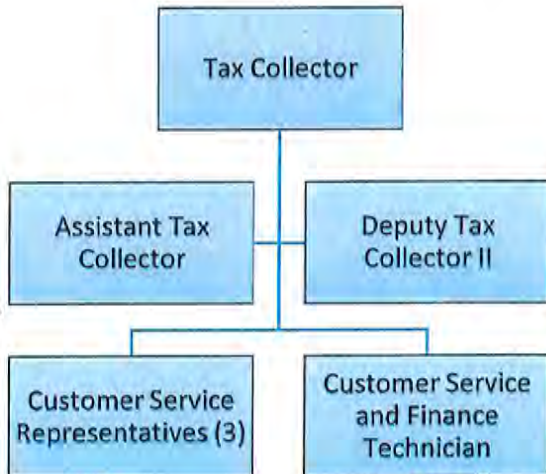 Tax Collector
Assistant Tax
Collector
Deputy Tax
Collector II
Customer Service
Representatives (3)
Customer Service
and Finance
Technician